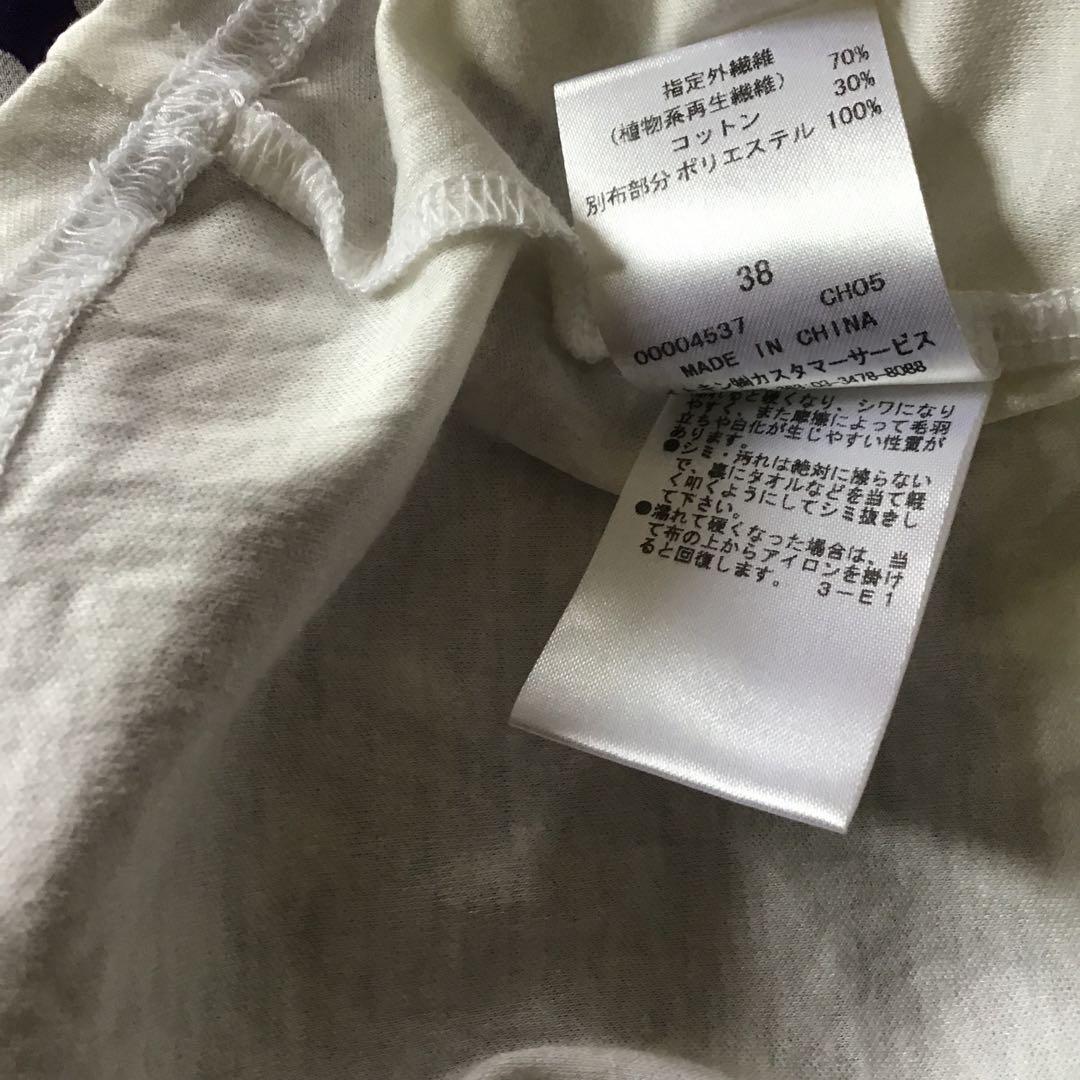 指定外繊維 70%
(植物系再生繊維) 30%
コットン
別布部分 ポリエステル 100%
38
CH05
00004537
MADE IN CHINA
㈱カスタマーサービス
03-3478-8088
と硬くなり、シワになり
やすく、また摩擦によって毛羽
立ちや白化が生じやすい性質が
あります。
●シミ・汚れは絶対に擦らない
で、裏にタオルなどを当て軽
く叩くようにしてシミ抜きし
て下さい。
●濡れて硬くなった場合は、当
て布の上からアイロンを掛け
ると回復します。 3-E1